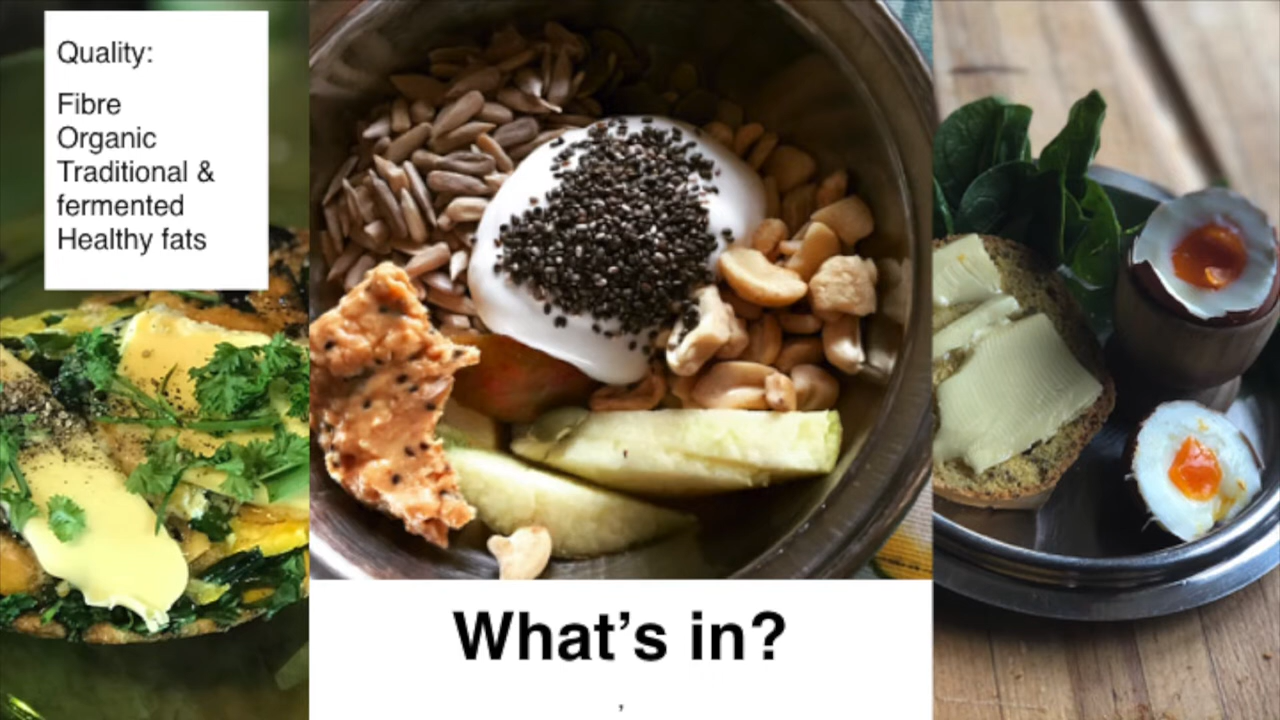 Quality:
Fibre
Organic
Traditional &
fermented
Healthy fats
What’s in?
,